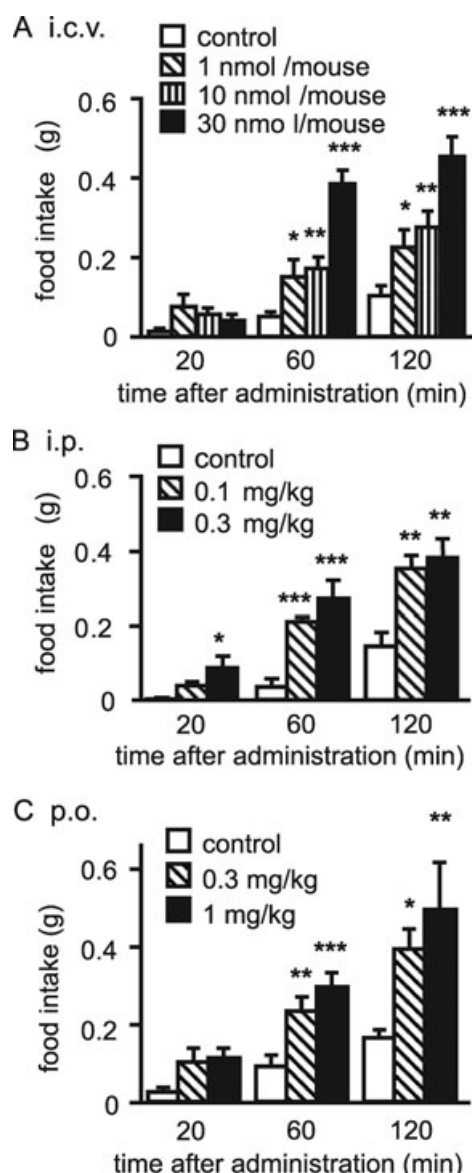 A i.c.v.
control
1 nmol /mouse
10 nmol /mouse
30 nmo l/mouse
food intake (g)
0.6
0.4
0.2
0
* ** ***
* ** ***
20 60 120
time after administration (min)
B i.p.
control
0.1 mg/kg
0.3 mg/kg
food intake (g)
0.6
0.4
0.2
0
*
*** ***
** **
20 60 120
time after administration (min)
C p.o.
control
0.3 mg/kg
1 mg/kg
food intake (g)
0.6
0.4
0.2
0
** ***
* **
20 60 120
time after administration (min)